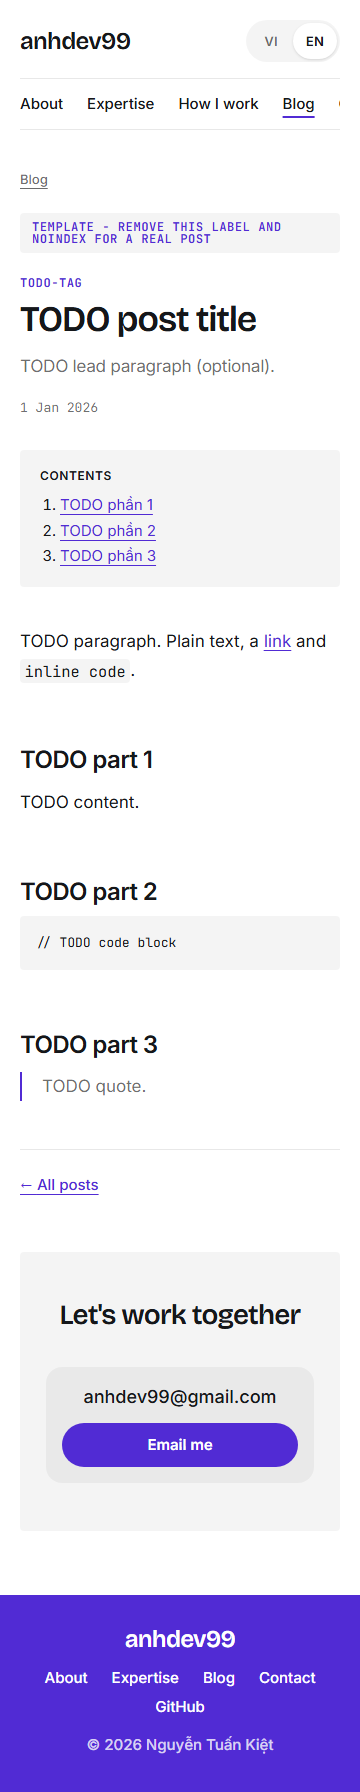 anhdev99
VI EN
About Expertise How I work Blog
Blog
TEMPLATE - REMOVE THIS LABEL AND
NOINDEX FOR A REAL POST
TODO-TAG
TODO post title
TODO lead paragraph (optional).
1 Jan 2026
CONTENTS
1. TODO phần 1
2. TODO phần 2
3. TODO phần 3
TODO paragraph. Plain text, a link and
inline code.
TODO part 1
TODO content.
TODO part 2
// TODO code block
TODO part 3
TODO quote.
← All posts
Let's work together
anhdev99@gmail.com
Email me
anhdev99
About Expertise Blog Contact
GitHub
© 2026 Nguyễn Tuấn Kiệt